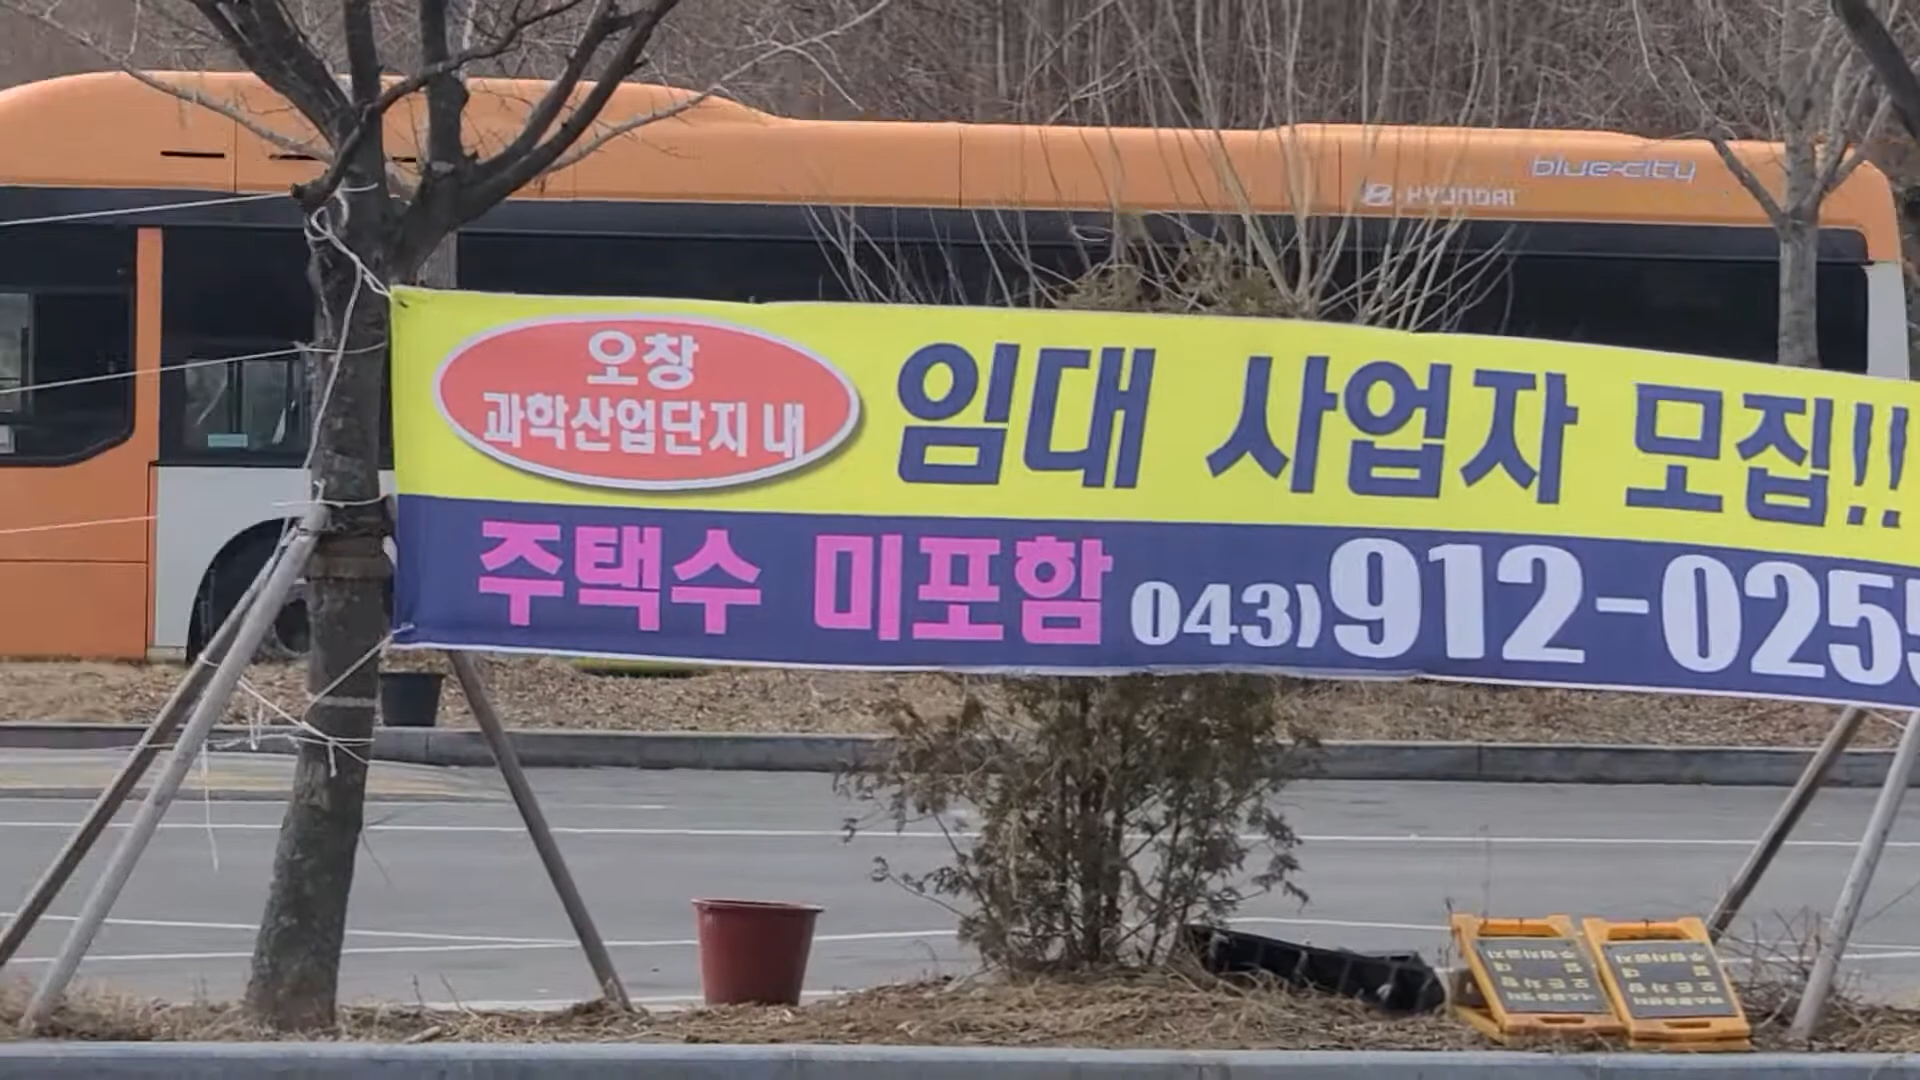 blue-city
HYUNDAI
오창
과학산업단지 내
임대 사업자 모집!!
주택수 미포함 043)912-0255